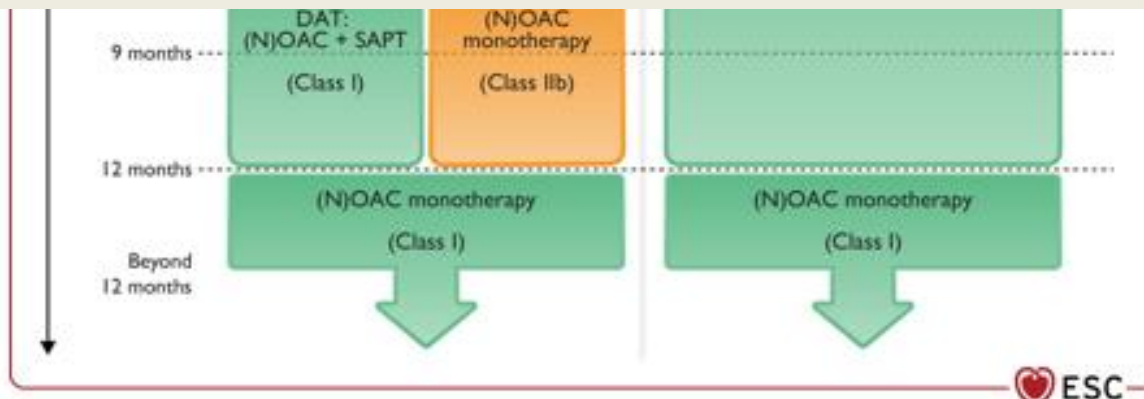 DAT:
(N)OAC + SAPT
(Class I)
(N)OAC
monotherapy
(Class IIb)
9 months
12 months
(N)OAC monotherapy
(Class I)
(N)OAC monotherapy
(Class I)
Beyond
12 months
ESC